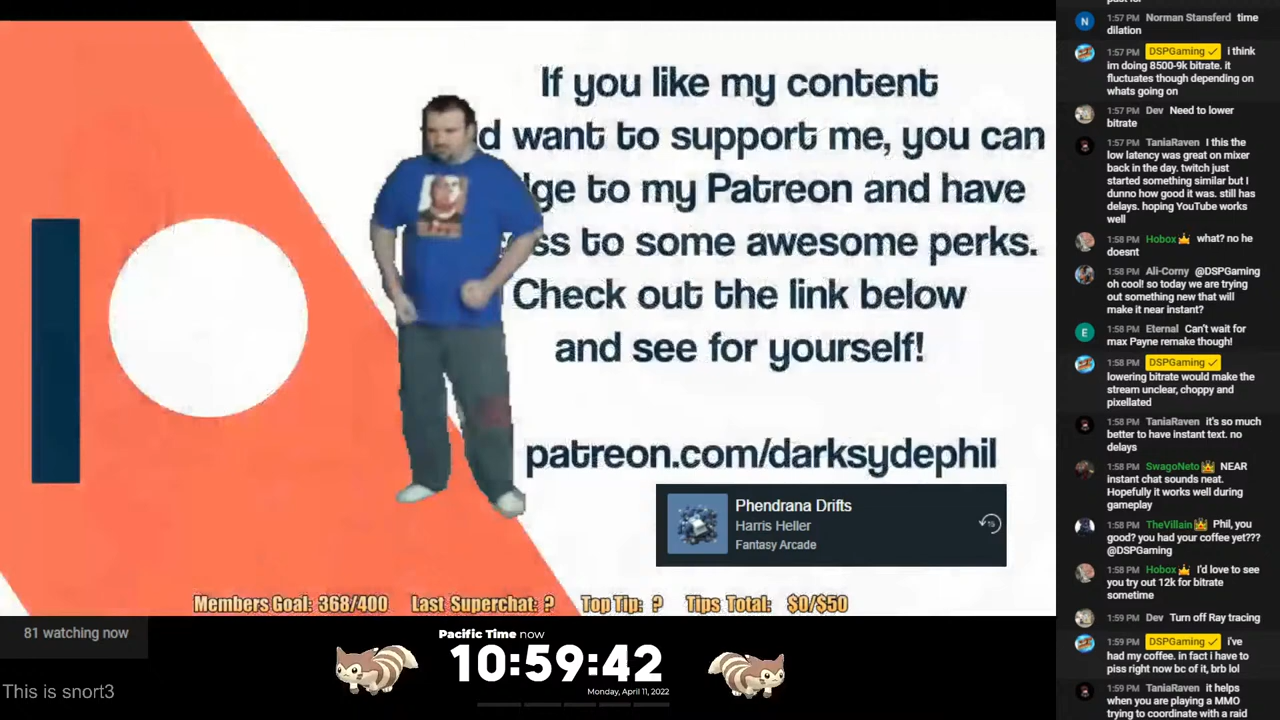 If you like my content
d want to support me, you can
dge to my Patreon and have
ss to some awesome perks.
Check out the link below
and see for yourself!
patreon.com/darksydephil
Phendrana Drifts
Harris Heller
Fantasy Arcade
15
Members Goal: 368/400 Last Superchat: ? Top Tip: ? Tips Total: $0/$50
81 watching now
This is snort3
Pacific Time now
10:59:42
Monday, April 11, 2022
N 1:57 PM Norman Stansferd time
dilation
1:57 PM DSPGaming i think
im doing 8500-9k bitrate. it
fluctuates though depending on
whats going on
1:57 PM Dev Need to lower
bitrate
1:57 PM TaniaRaven I this the
low latency was great on mixer
back in the day. twitch just
started something similar but I
dunno how good it was. still has
delays. hoping YouTube works
well
1:58 PM Hobox what? no he
doesnt
1:58 PM Ali-Corny @DSPGaming
oh cool! so today we are trying
out something new that will
make it near instant?
E 1:58 PM Eternal Can't wait for
max Payne remake though!
1:58 PM DSPGaming
lowering bitrate would make the
stream unclear, choppy and
pixellated
1:58 PM TaniaRaven it's so much
better to have instant text. no
delays
1:58 PM SwagoNeto NEAR
instant chat sounds neat.
Hopefully it works well during
gameplay
1:58 PM TheVillain Phil, you
good? you had your coffee yet???
@DSPGaming
1:58 PM Hobox I'd love to see
you try out 12k for bitrate
sometime
1:59 PM Dev Turn off Ray tracing
1:59 PM DSPGaming i've
had my coffee. in fact i have to
piss right now bc of it, brb lol
1:59 PM TaniaRaven it helps
when you are playing a MMO
trying to coordinate with a raid